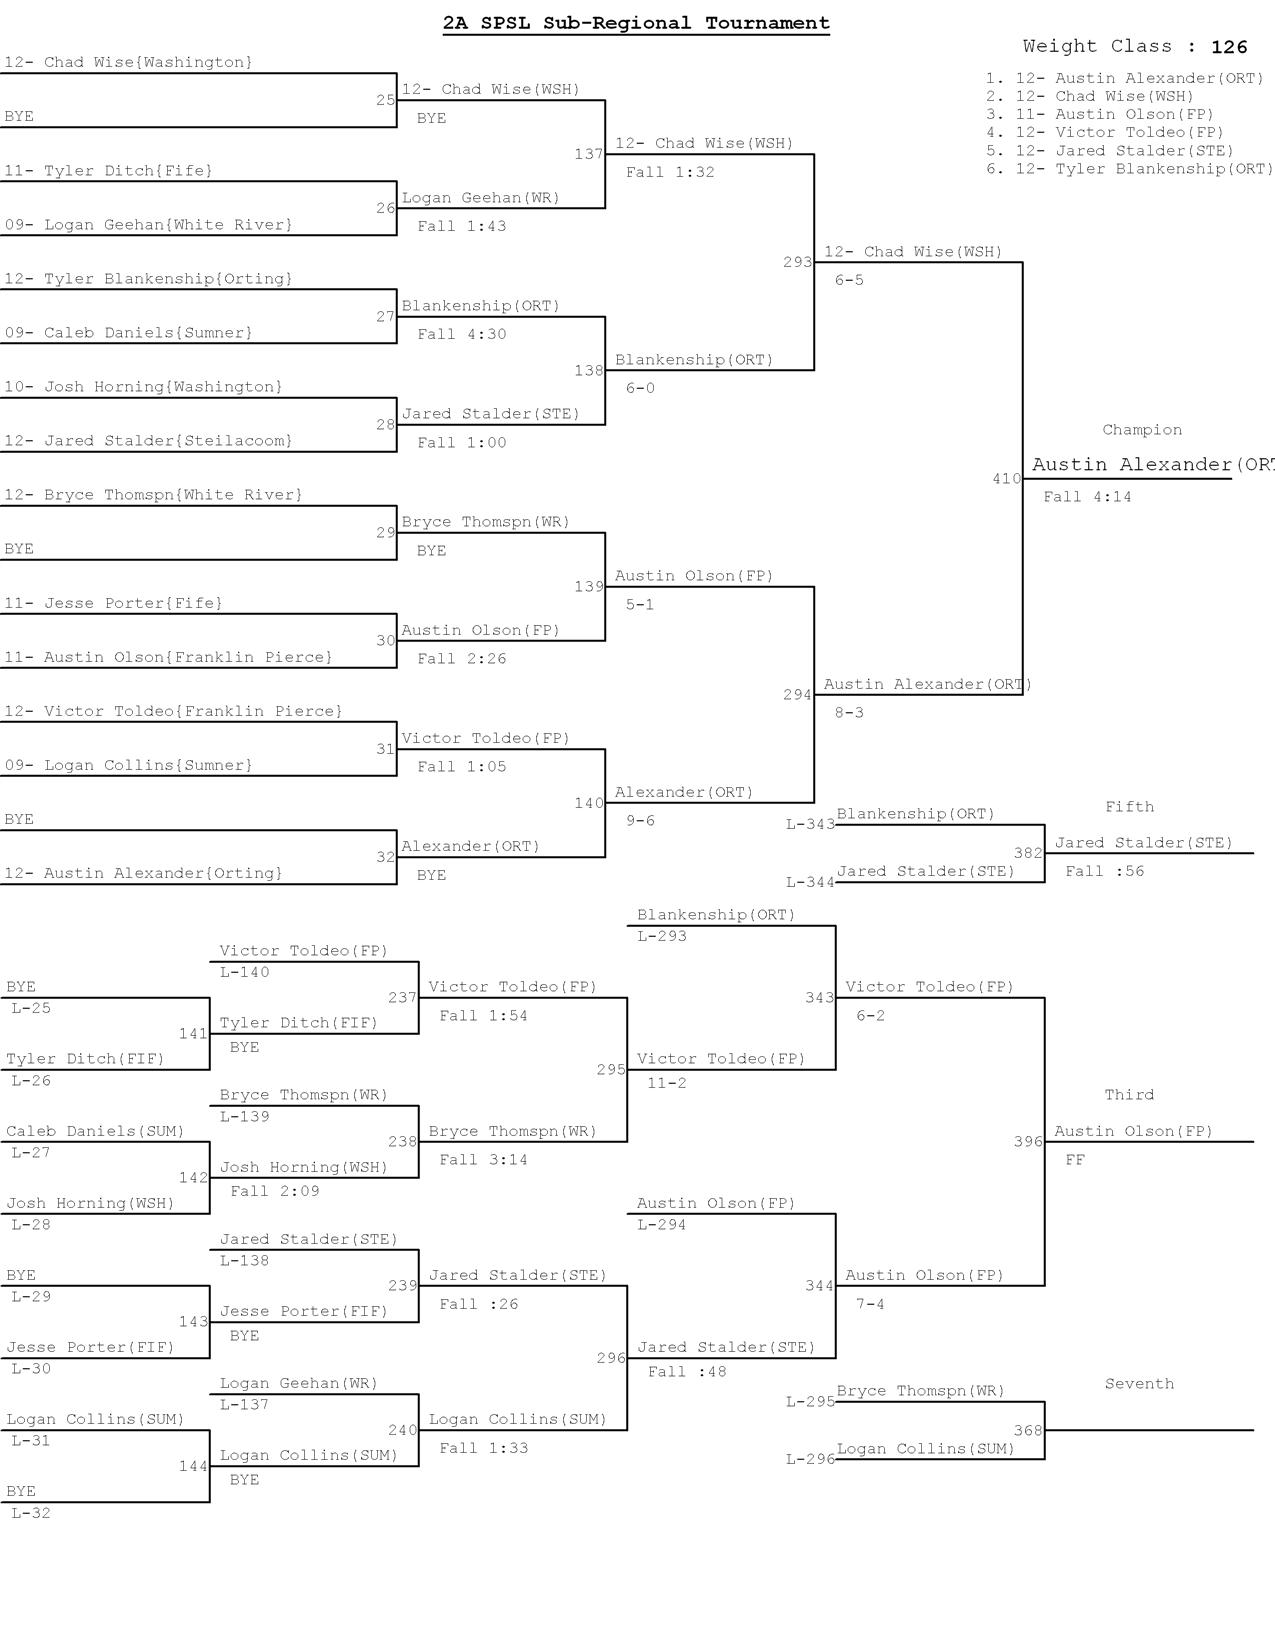 2A SPSL Sub-Regional Tournament
Weight Class : 126
1. 12- Austin Alexander(ORT)
2. 12- Chad Wise(WSH)
3. 11- Austin Olson(FP)
4. 12- Victor Toldeo(FP)
5. 12- Jared Stalder(STE)
6. 12- Tyler Blankenship(ORT)
12- Chad Wise{Washington}
BYE
11- Tyler Ditch{Fife}
09- Logan Geehan{White River}
12- Tyler Blankenship{Orting}
09- Caleb Daniels{Sumner}
10- Josh Horning{Washington}
12- Jared Stalder{Steilacoom}
12- Bryce Thomspn{White River}
BYE
11- Jesse Porter{Fife}
11- Austin Olson{Franklin Pierce}
12- Victor Toldeo{Franklin Pierce}
09- Logan Collins{Sumner}
BYE
12- Austin Alexander{Orting}
25
12- Chad Wise(WSH)
BYE
26
Logan Geehan(WR)
Fall 1:43
27
Blankenship(ORT)
Fall 4:30
28
Jared Stalder(STE)
Fall 1:00
29
Bryce Thomspn(WR)
BYE
30
Austin Olson(FP)
Fall 2:26
31
Victor Toldeo(FP)
Fall 1:05
32
Alexander(ORT)
BYE
137
12- Chad Wise(WSH)
Fall 1:32
138
Blankenship(ORT)
6-0
139
Austin Olson(FP)
5-1
140
Alexander(ORT)
9-6
293
12- Chad Wise(WSH)
6-5
294
Austin Alexander(ORT)
8-3
Champion
410
Austin Alexander(ORT
Fall 4:14
Fifth
L-343
Blankenship(ORT)
L-344
Jared Stalder(STE)
382
Jared Stalder(STE)
Fall :56
BYE
L-25
Tyler Ditch(FIF)
L-26
Caleb Daniels(SUM)
L-27
Josh Horning(WSH)
L-28
BYE
L-29
Jesse Porter(FIF)
L-30
Logan Collins(SUM)
L-31
BYE
L-32
Victor Toldeo(FP)
L-140
141
Tyler Ditch(FIF)
BYE
Bryce Thomspn(WR)
L-139
142
Josh Horning(WSH)
Fall 2:09
Jared Stalder(STE)
L-138
143
Jesse Porter(FIF)
BYE
Logan Geehan(WR)
L-137
144
Logan Collins(SUM)
BYE
237
Victor Toldeo(FP)
Fall 1:54
238
Bryce Thomspn(WR)
Fall 3:14
239
Jared Stalder(STE)
Fall :26
240
Logan Collins(SUM)
Fall 1:33
Blankenship(ORT)
L-293
295
Victor Toldeo(FP)
11-2
Austin Olson(FP)
L-294
296
Jared Stalder(STE)
Fall :48
343
Victor Toldeo(FP)
6-2
344
Austin Olson(FP)
7-4
Third
396
Austin Olson(FP)
FF
Seventh
L-295
Bryce Thomspn(WR)
L-296
Logan Collins(SUM)
368